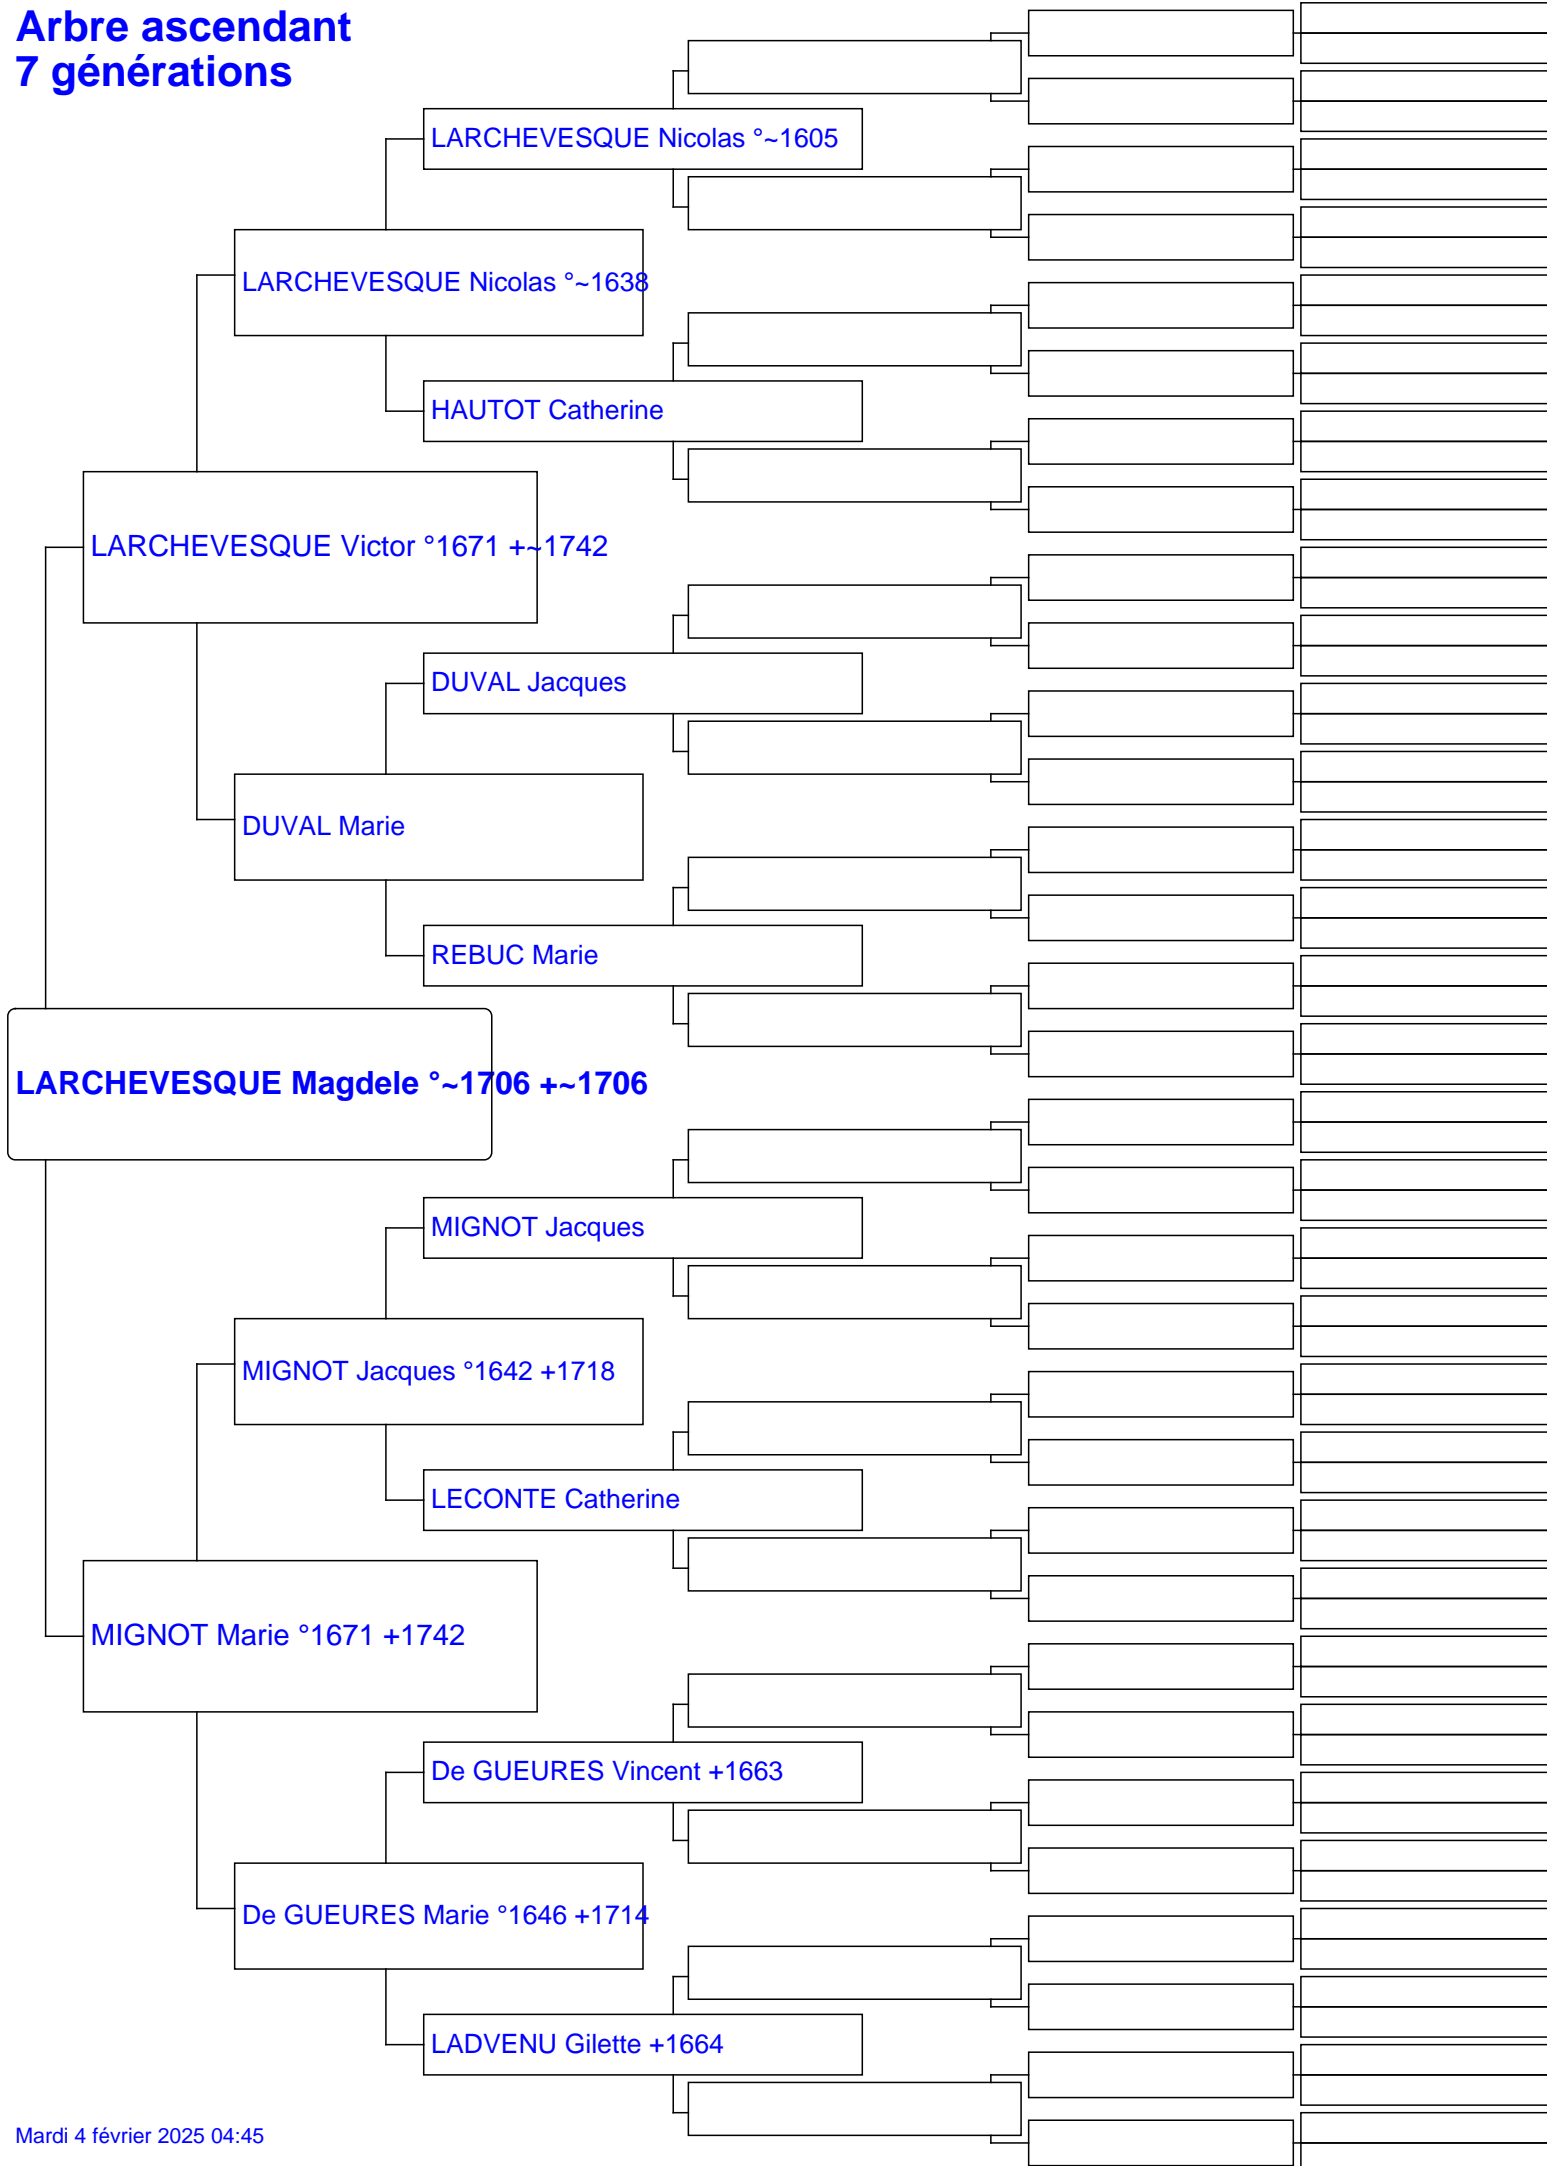 Arbre ascendant
7 générations
LARCHEVESQUE Nicolas °~1605
LARCHEVESQUE Nicolas °~1638
HAUTOT Catherine
LARCHEVESQUE Victor °1671 +~1742
DUVAL Jacques
DUVAL Marie
REBUC Marie
LARCHEVESQUE Magdele °~1706 +~1706
MIGNOT Jacques
MIGNOT Jacques °1642 +1718
LECONTE Catherine
MIGNOT Marie °1671 +1742
De GUEURES Vincent +1663
De GUEURES Marie °1646 +1714
LADVENU Gilette +1664
Mardi 4 février 2025 04:45